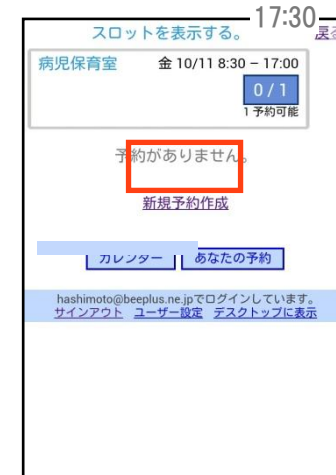 17:30
スロットを表示する。 戻る
病児保育室 金 10/11 8:30 – 17:00
0 / 1
1 予約可能
予約がありません。
新規予約作成
カレンダー あなたの予約
hashimoto@beeplus.ne.jpでログインしています。
サインアウト ユーザー設定 デスクトップに表示